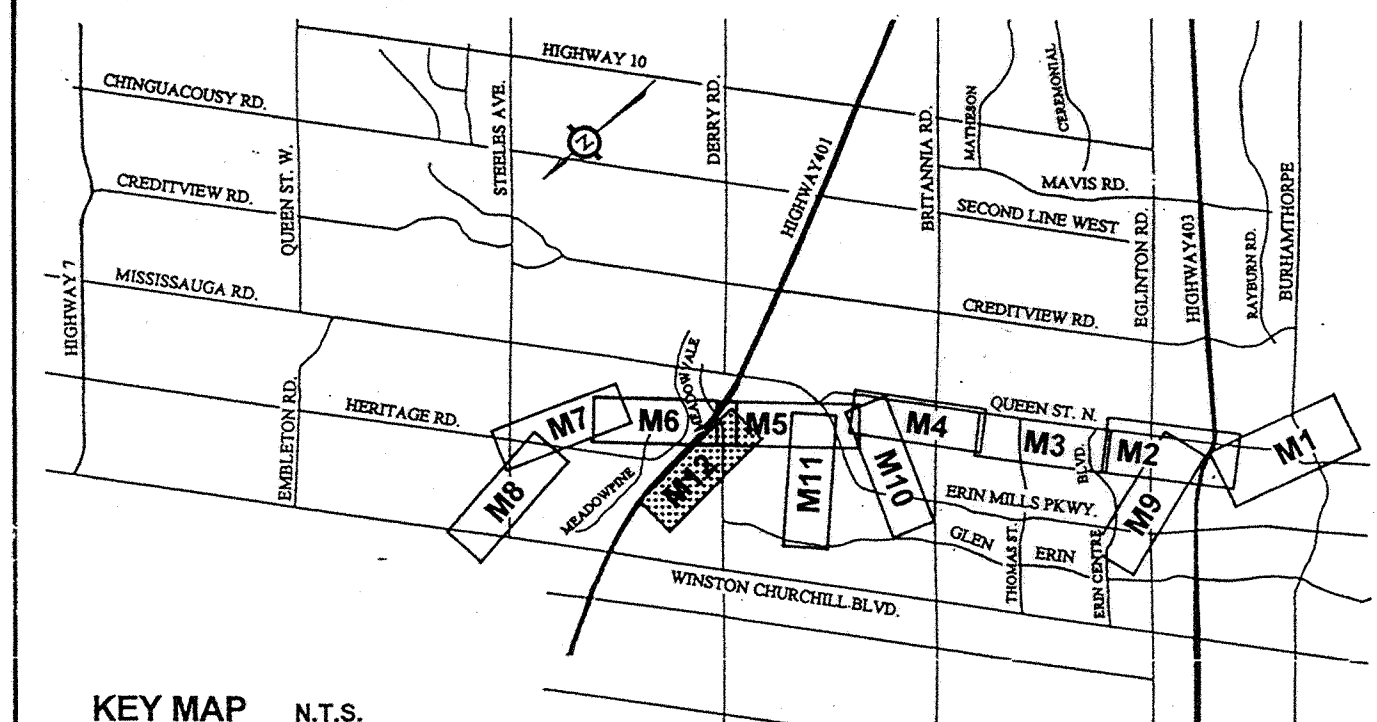 HIGHWAY 10
CHINGUACOUSY RD.
STEELES AVE.
DERRY RD.
MATHESON
CEREMONIAL
N
BRITANNIA RD.
QUEEN ST. W.
CREDITVIEW RD.
HIGHWAY401
MAVIS RD.
SECOND LINE WEST
EGLINTON RD.
HIGHWAY403
RAYBURN RD.
BURHAMTHORPE
HIGHWAY 7
MISSISSAUGA RD.
CREDITVIEW RD.
MEADOWVALE
EMBLETON RD.
HERITAGE RD.
M7
M6
M5
M4
QUEEN ST. N.
M3
BLVD.
M2
M1
M8
MEADOWPINE
M12
M11
M10
ERIN MILLS PKWY.
M9
GLEN
ERIN
THOMAS ST.
ERIN CENTRE
WINSTON CHURCHILL BLVD.
KEY MAP N.T.S.